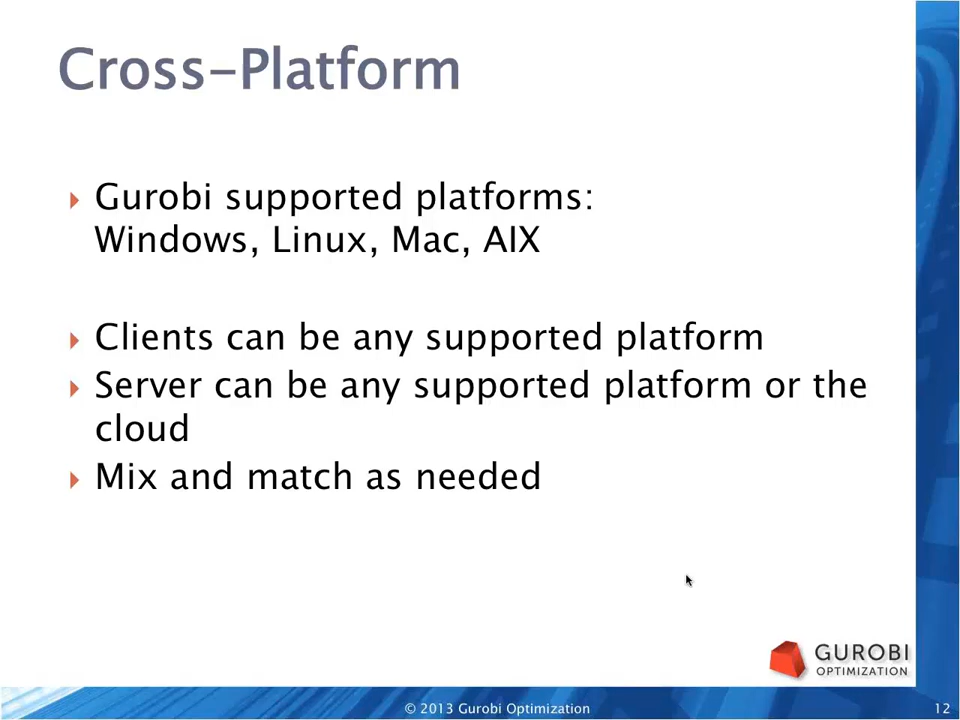 Cross-Platform
Gurobi supported platforms:
Windows, Linux, Mac, AIX
Clients can be any supported platform
Server can be any supported platform or the
cloud
Mix and match as needed
GUROBI
OPTIMIZATION
© 2013 Gurobi Optimization
12